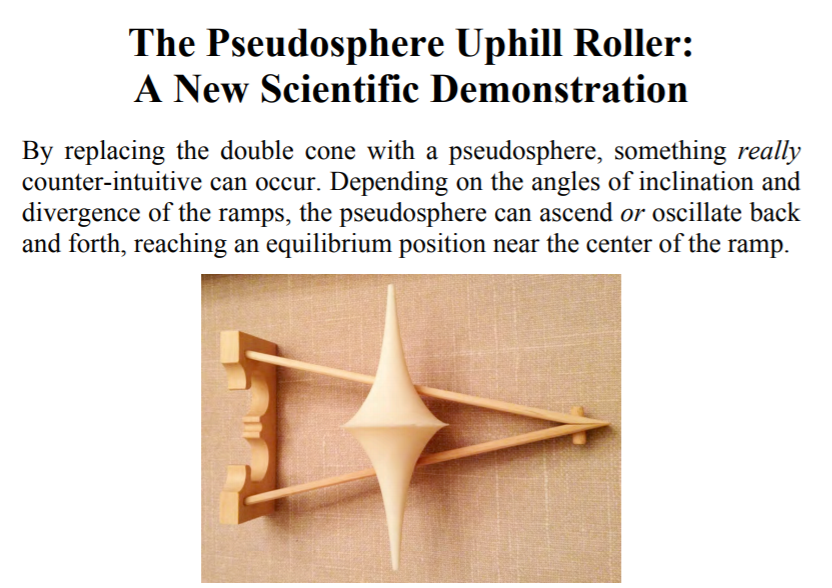 The Pseudosphere Uphill Roller:
A New Scientific Demonstration
By replacing the double cone with a pseudosphere, something really
counter-intuitive can occur. Depending on the angles of inclination and
divergence of the ramps, the pseudosphere can ascend or oscillate back
and forth, reaching an equilibrium position near the center of the ramp.